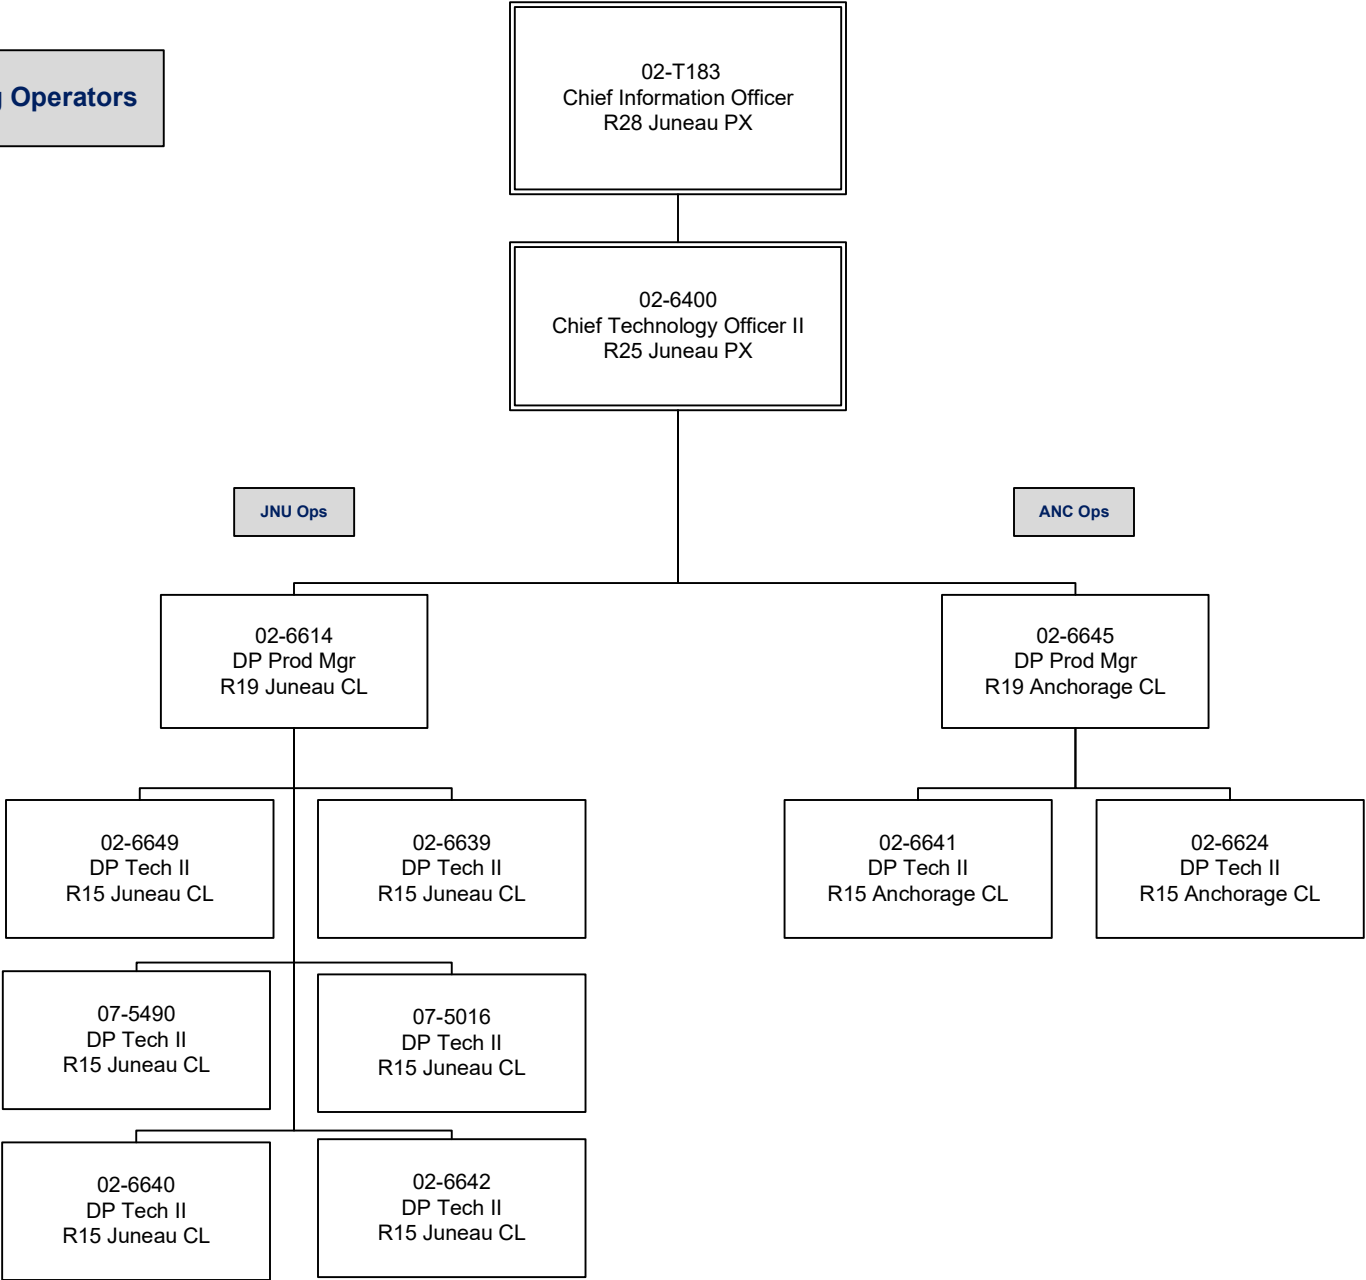 Operators
02-T183
Chief Information Officer
R28 Juneau PX
02-6400
Chief Technology Officer II
R25 Juneau PX
JNU Ops
ANC Ops
02-6614
DP Prod Mgr
R19 Juneau CL
02-6645
DP Prod Mgr
R19 Anchorage CL
02-6649
DP Tech II
R15 Juneau CL
02-6639
DP Tech II
R15 Juneau CL
02-6641
DP Tech II
R15 Anchorage CL
02-6624
DP Tech II
R15 Anchorage CL
07-5490
DP Tech II
R15 Juneau CL
07-5016
DP Tech II
R15 Juneau CL
02-6640
DP Tech II
R15 Juneau CL
02-6642
DP Tech II
R15 Juneau CL